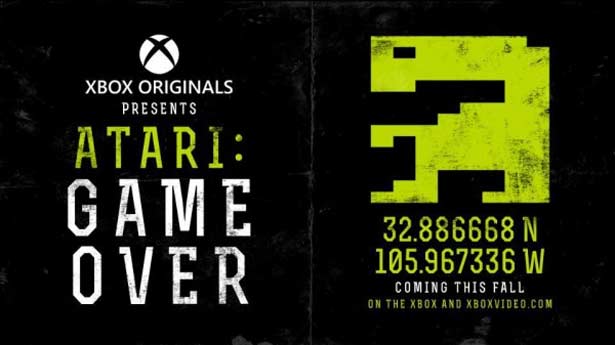 XBOX ORIGINALS
PRESENTS
ATARI:
GAME
OVER
32.886668 N
105.967336 W
COMING THIS FALL
ON THE XBOX AND XBOXVIDEO.COM